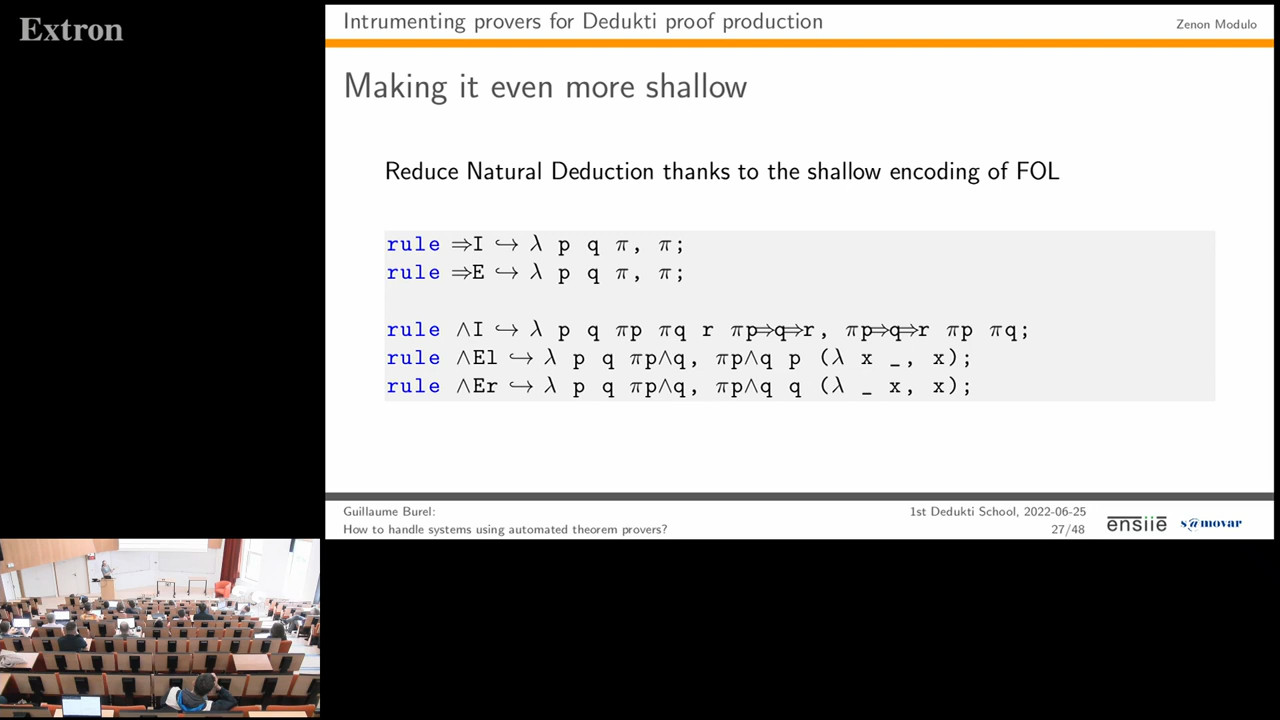 Extron
Intrumenting provers for Dedukti proof production
Zenon Modulo
Making it even more shallow
Reduce Natural Deduction thanks to the shallow encoding of FOL
rule ⇒I ↪ λ p q π, π;
rule ⇒E ↪ λ p q π, π;
rule ∧I ↪ λ p q πp πq r πp⇒q⇒r, πp⇒q⇒r πp πq;
rule ∧El ↪ λ p q πp∧q, πp∧q p (λ x _, x);
rule ∧Er ↪ λ p q πp∧q, πp∧q q (λ _ x, x);
Guillaume Burel:
How to handle systems using automated theorem provers?
1st Dedukti School, 2022-06-25
27/48
ensiie
s@movar